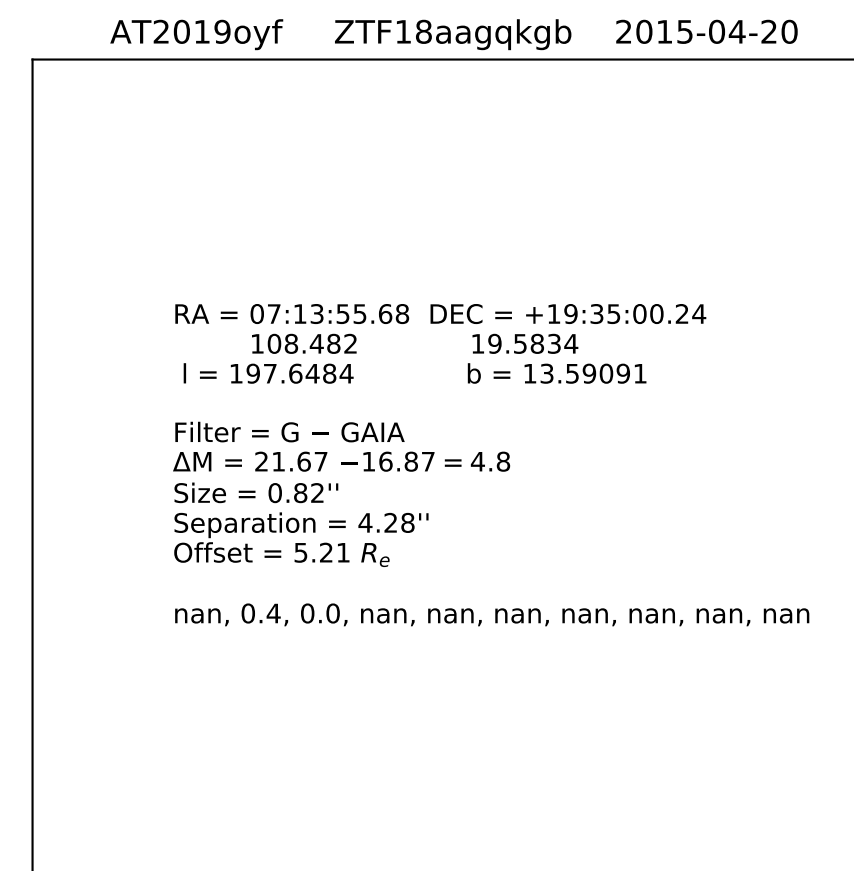 AT2019oyf ZTF18aagqkgb 2015-04-20
RA = 07:13:55.68 DEC = +19:35:00.24
108.482 19.5834
l = 197.6484 b = 13.59091
Filter = G − GAIA
ΔM = 21.67 −16.87 = 4.8
Size = 0.82''
Separation = 4.28''
Offset = 5.21 Rₑ
nan, 0.4, 0.0, nan, nan, nan, nan, nan, nan, nan